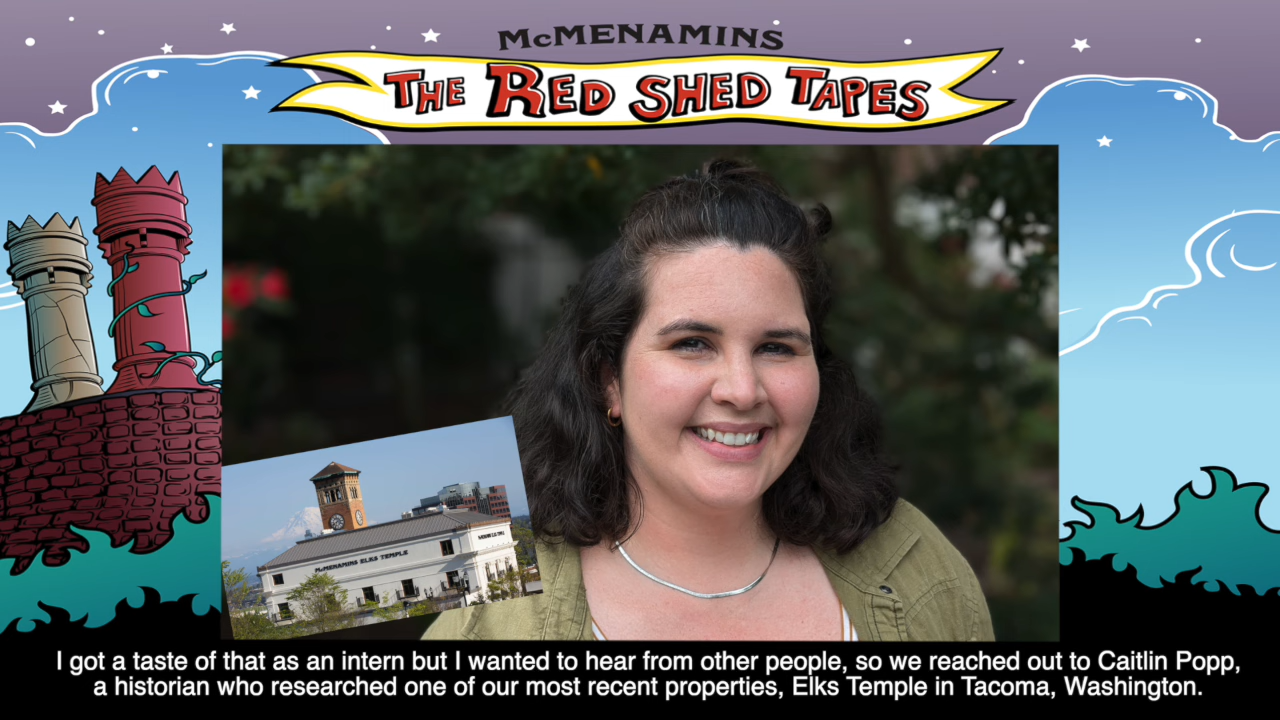 McMENAMINS
THE RED SHED TAPES
McMENAMINS ELKS TEMPLE
I got a taste of that as an intern but I wanted to hear from other people, so we reached out to Caitlin Popp,
a historian who researched one of our most recent properties, Elks Temple in Tacoma, Washington.